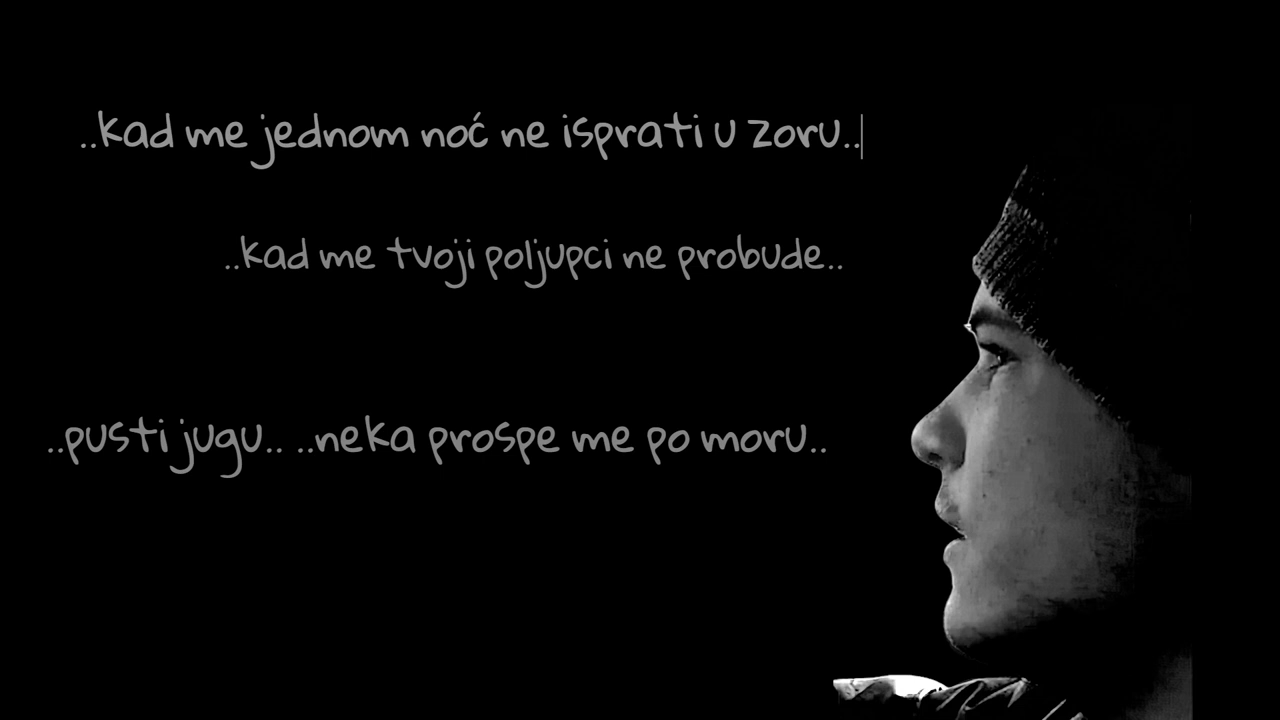 ..kad me jednom noć ne isprati u zoru..
..kad me tvoji poljupci ne probude..
..pusti jugu.. ..neka prospe me po moru..